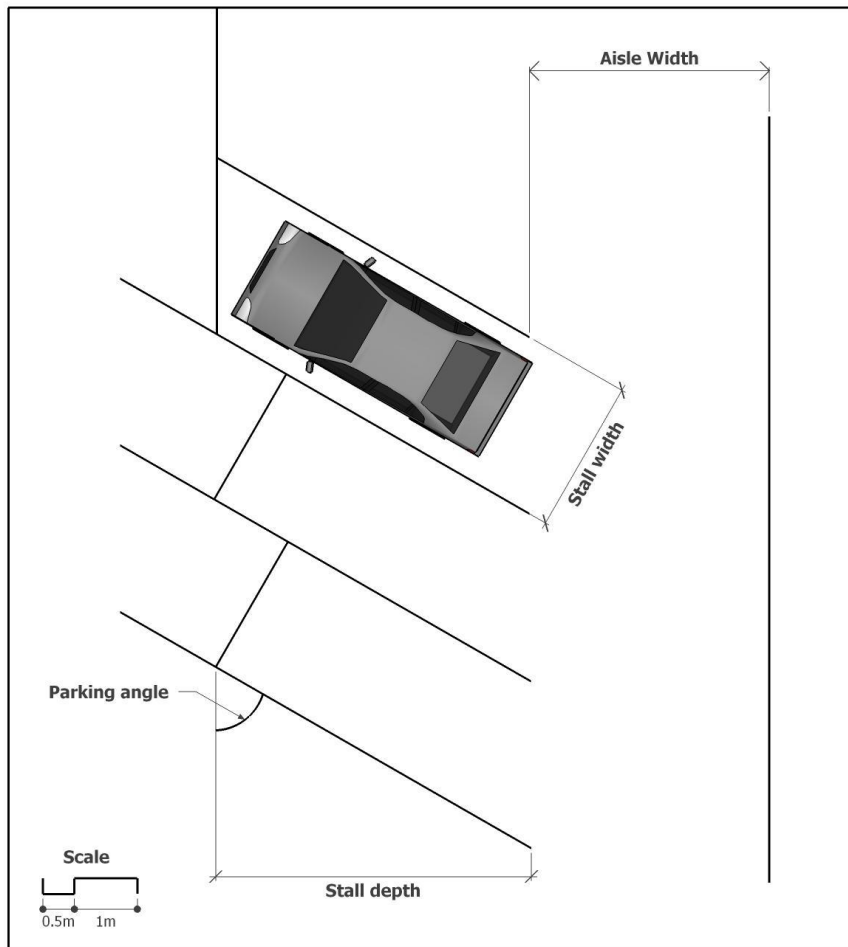 Aisle Width
Stall width
Parking angle
Scale
0.5m
1m
Stall depth